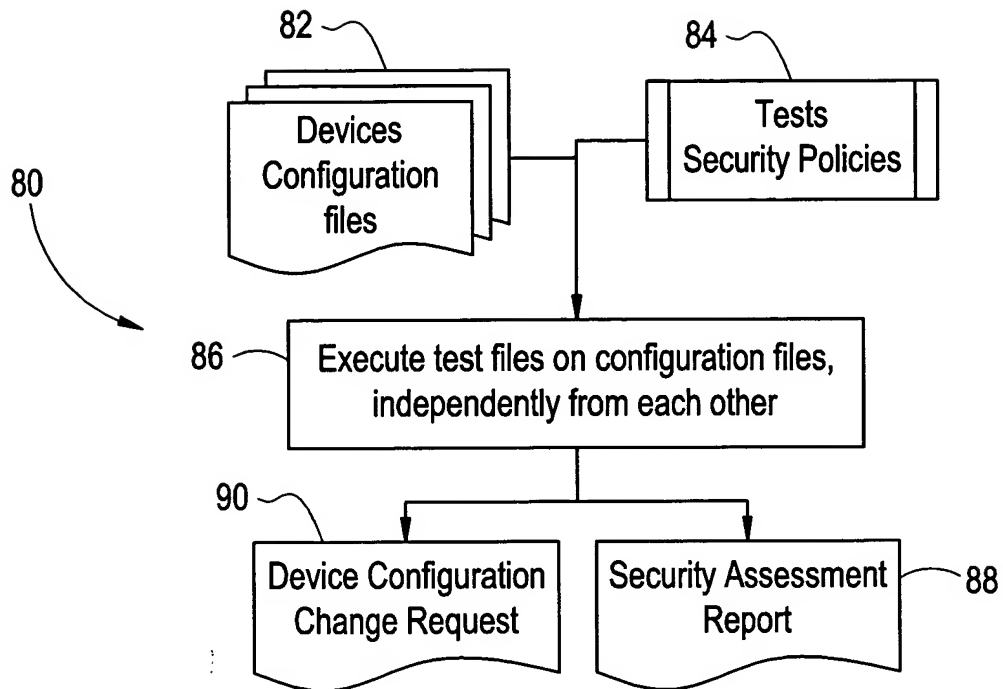 82
84
Devices
Configuration
files
Tests
Security Policies
80
86
Execute test files on configuration files,
independently from each other
90
Device Configuration
Change Request
Security Assessment
Report
88